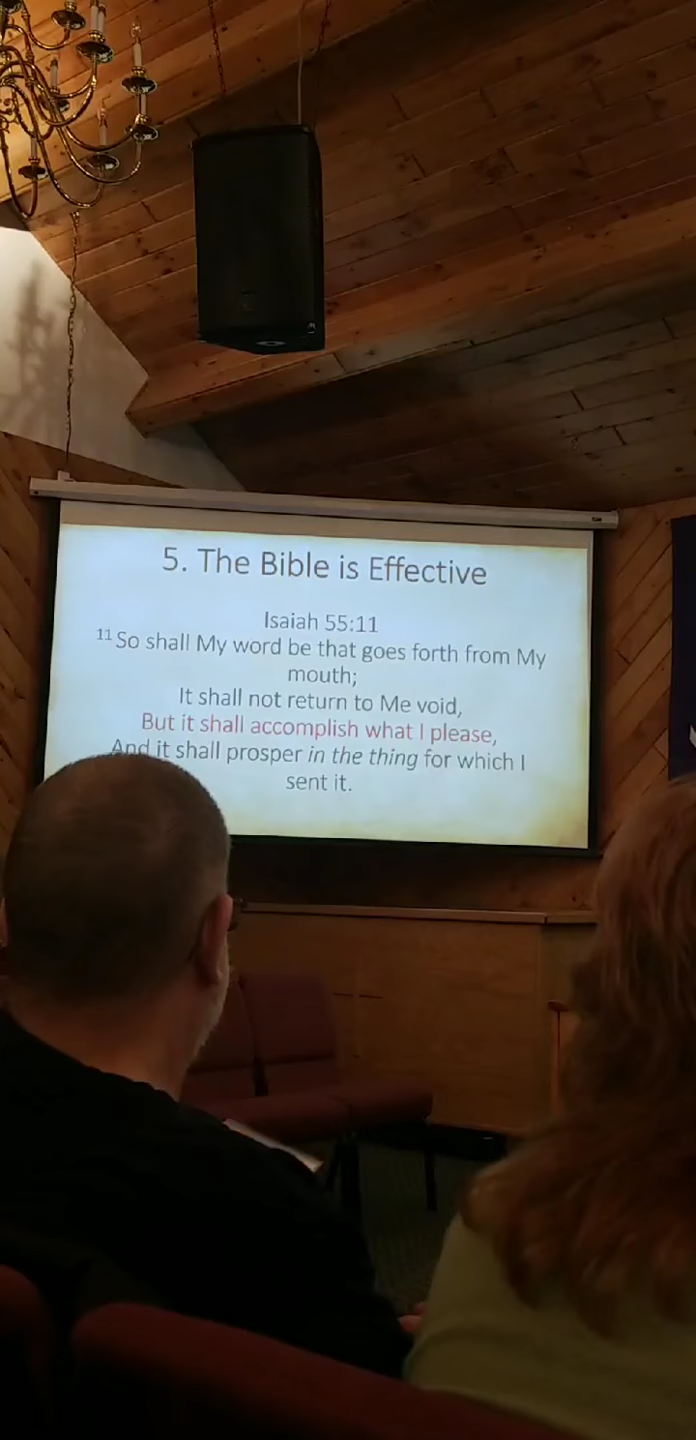 5. The Bible is Effective
Isaiah 55:11
11 So shall My word be that goes forth from My
mouth;
It shall not return to Me void,
But it shall accomplish what I please,
And it shall prosper in the thing for which I
sent it.